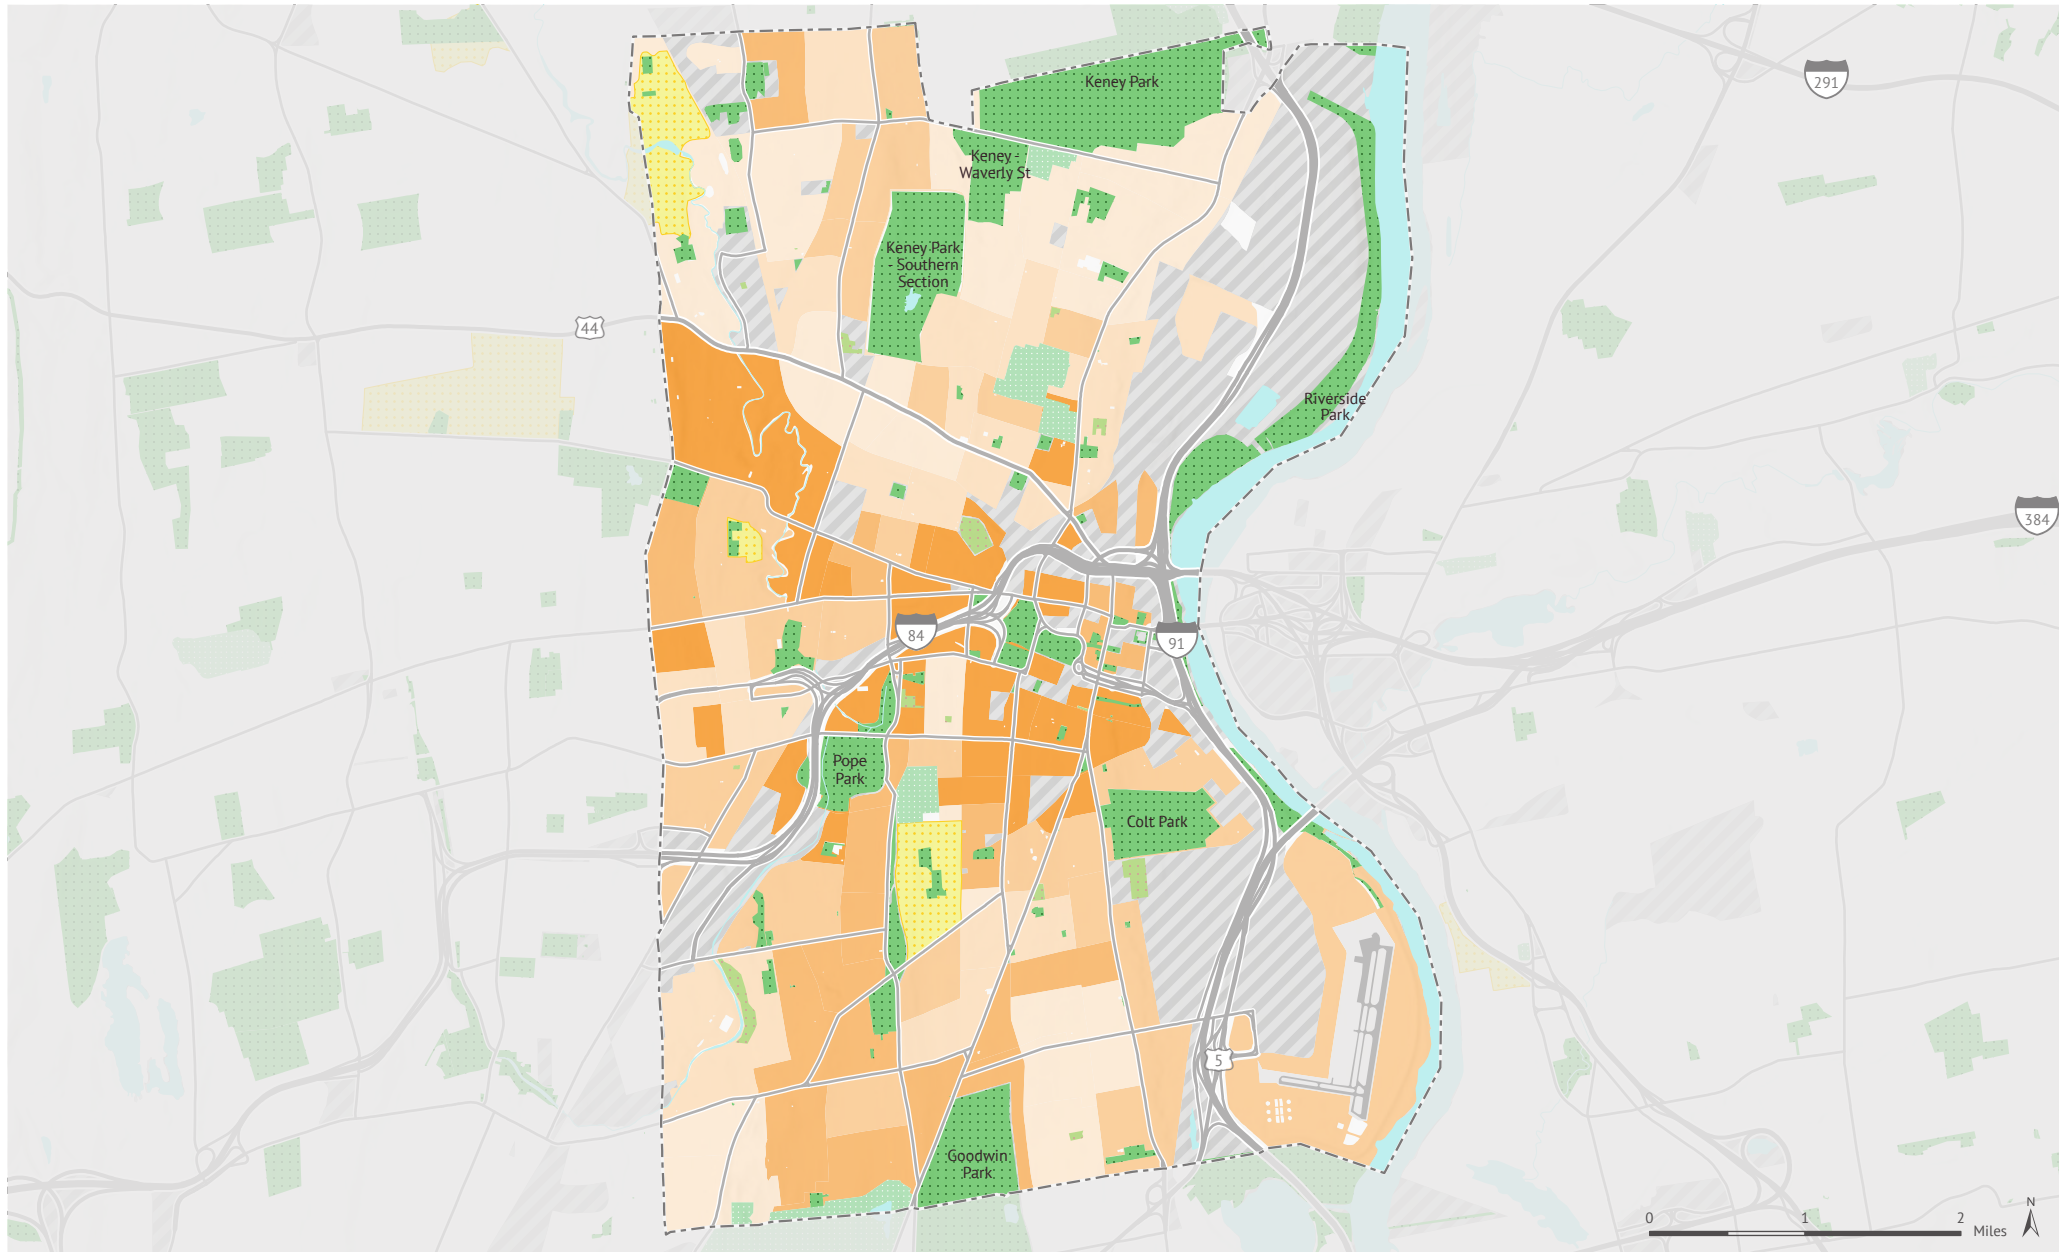 Keney Park
291
Keney -
Waverly St
Keney Park
- Southern
Section
44
Riverside
Park
384
84
91
Pope
Park
Colt Park
5
Goodwin
Park
N
0 1 2
Miles